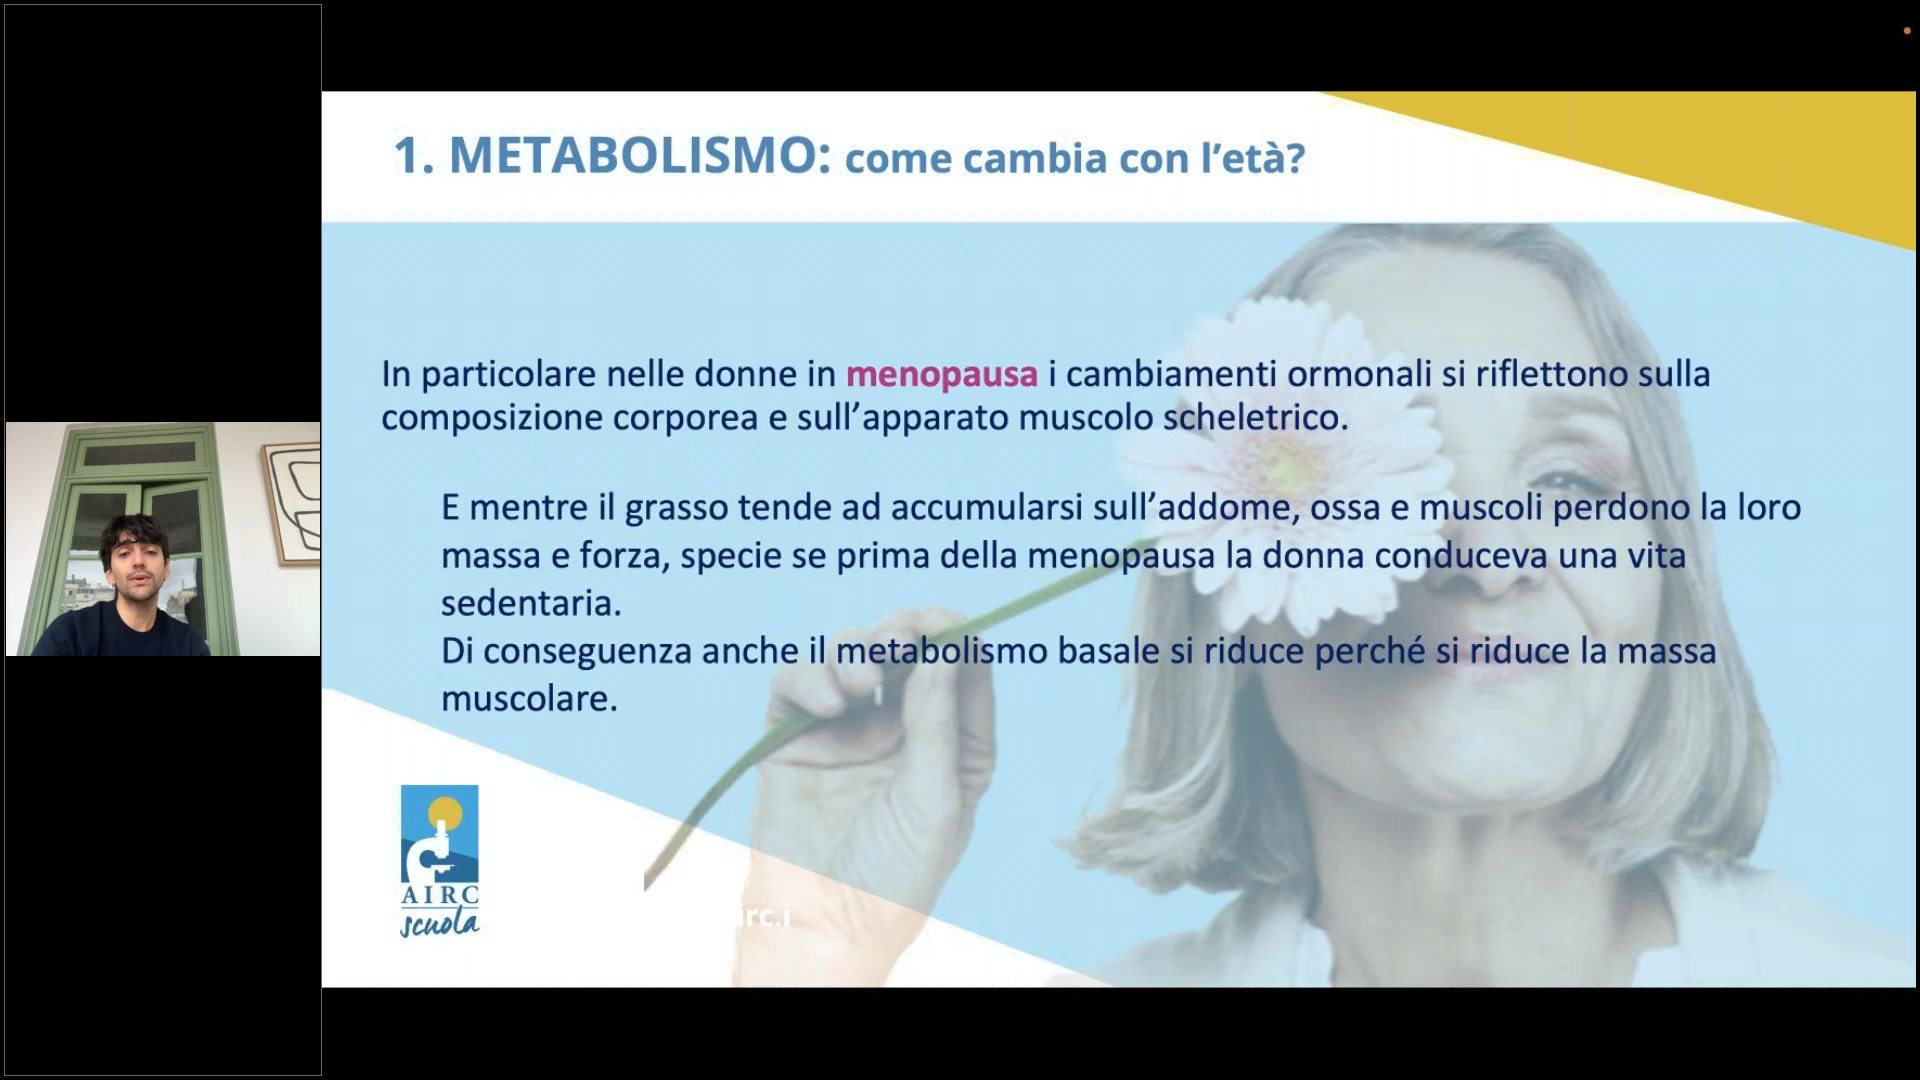 1. METABOLISMO: come cambia con l’età?
In particolare nelle donne in menopausa i cambiamenti ormonali si riflettono sulla
composizione corporea e sull’apparato muscolo scheletrico.
E mentre il grasso tende ad accumularsi sull’addome, ossa e muscoli perdono la loro
massa e forza, specie se prima della menopausa la donna conduceva una vita
sedentaria.
Di conseguenza anche il metabolismo basale si riduce perché si riduce la massa
muscolare.
AIRC
scuola